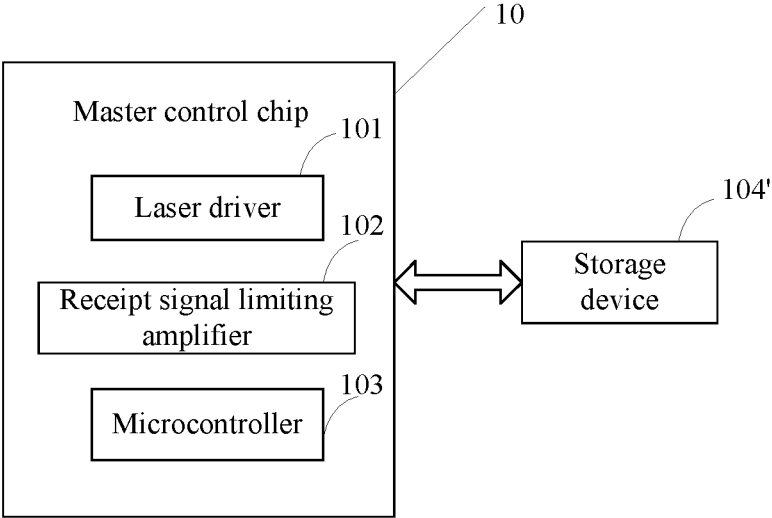 10
Master control chip
101
Laser driver
102
Receipt signal limiting
amplifier
103
Microcontroller
104'
Storage
device